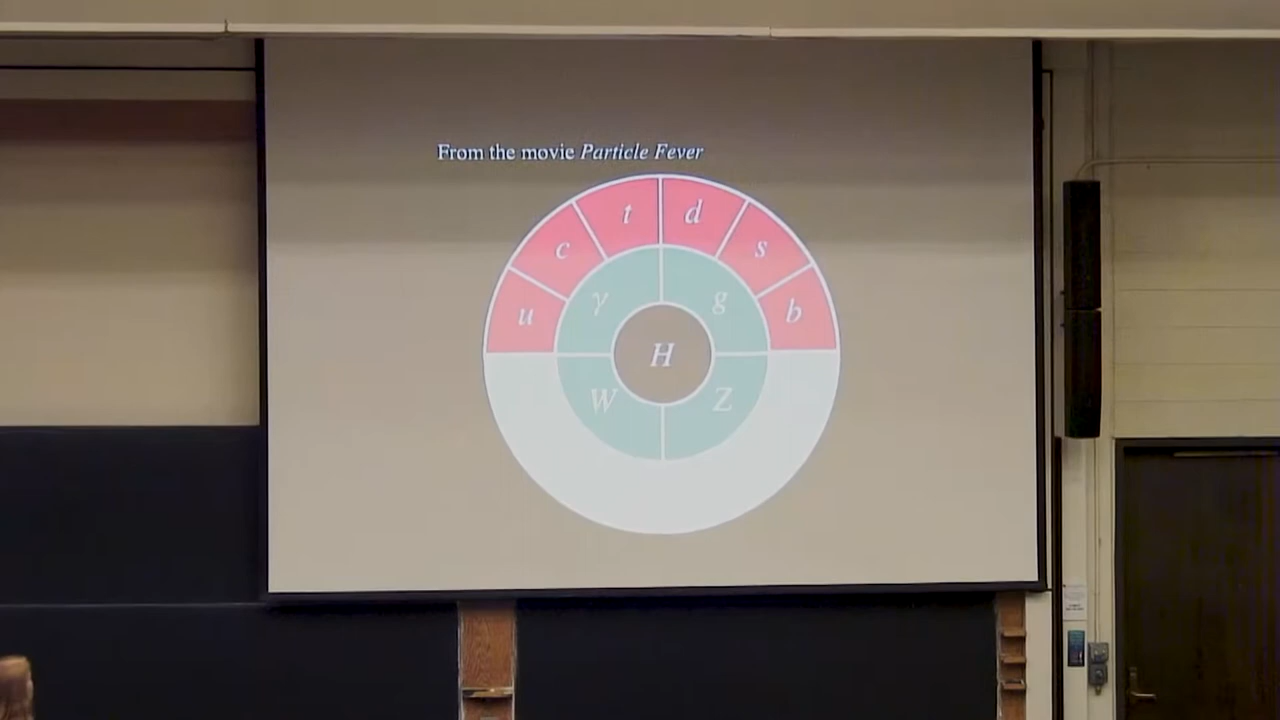 From the movie Particle Fever
t d
c s
γ g
u b
H
W Z